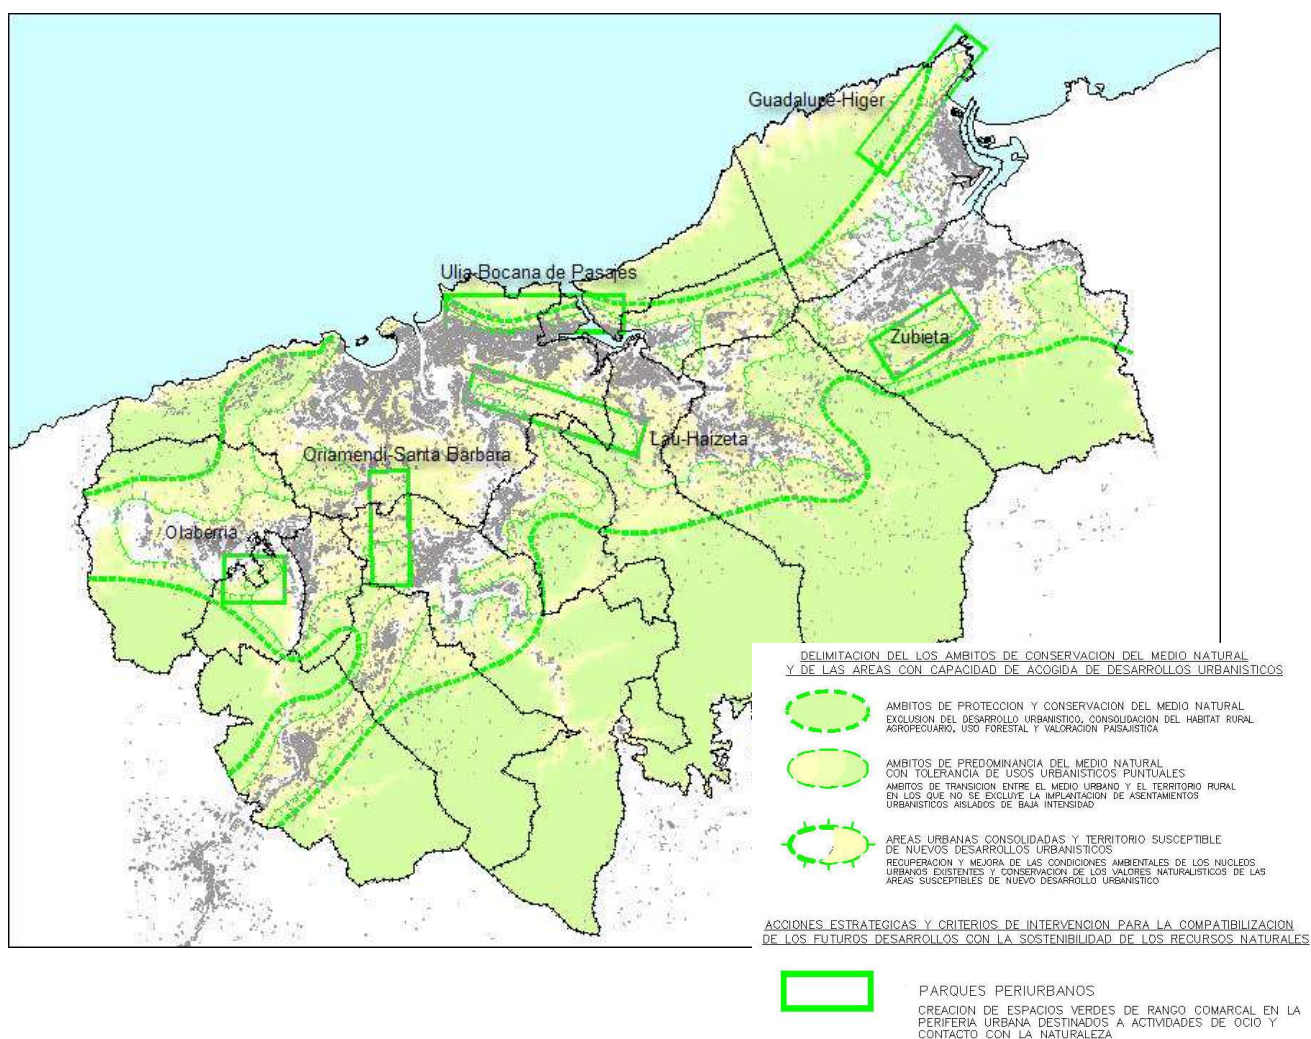 Guadalupe-Higer
Ulia-Bocana de Pasajes
Zubieta
Lau-Haizeta
Oriamendi-Santa Barbara
Olaberria
DELIMITACION DEL LOS AMBITOS DE CONSERVACION DEL MEDIO NATURAL
Y DE LAS AREAS CON CAPACIDAD DE ACOGIDA DE DESARROLLOS URBANISTICOS
AMBITOS DE PROTECCION Y CONSERVACION DEL MEDIO NATURAL
EXCLUSION DEL DESARROLLO URBANISTICO, CONSOLIDACION DEL HABITAT RURAL
AGROPECUARIO, USO FORESTAL Y VALORACION PAISAJISTICA
AMBITOS DE PREDOMINANCIA DEL MEDIO NATURAL
CON TOLERANCIA DE USOS URBANISTICOS PUNTUALES
AMBITOS DE TRANSICION ENTRE EL MEDIO URBANO Y EL TERRITORIO RURAL
EN LOS QUE NO SE EXCLUYE LA IMPLANTACION DE ASENTAMIENTOS
URBANISTICOS AISLADOS DE BAJA INTENSIDAD
AREAS URBANAS CONSOLIDADAS Y TERRITORIO SUSCEPTIBLE
DE NUEVOS DESARROLLOS URBANISTICOS
RECUPERACION Y MEJORA DE LAS CONDICIONES AMBIENTALES DE LOS NUCLEOS
URBANOS EXISTENTES Y CONSERVACION DE LOS VALORES NATURALISTICOS DE LAS
AREAS SUSCEPTIBLES DE NUEVO DESARROLLO URBANISTICO
ACCIONES ESTRATEGICAS Y CRITERIOS DE INTERVENCION PARA LA COMPATIBILIZACION
DE LOS FUTUROS DESARROLLOS CON LA SOSTENIBILIDAD DE LOS RECURSOS NATURALES
PARQUES PERIURBANOS
CREACION DE ESPACIOS VERDES DE RANGO COMARCAL EN LA
PERIFERIA URBANA DESTINADOS A ACTIVIDADES DE OCIO Y
CONTACTO CON LA NATURALEZA